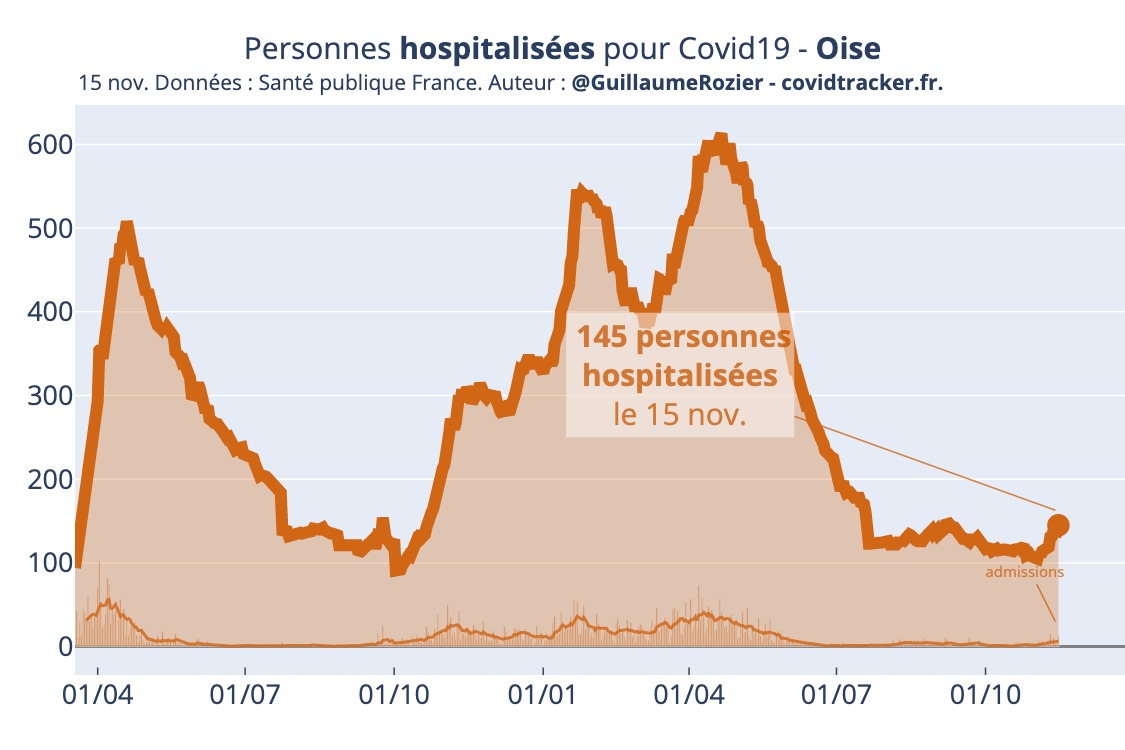 Personnes hospitalisées pour Covid19 - Oise
15 nov. Données : Santé publique France. Auteur : @GuillaumeRozier - covidtracker.fr.
600
500
400
300
200
100
0
145 personnes
hospitalisées
le 15 nov.
admissions
01/04
01/07
01/10
01/01
01/04
01/07
01/10